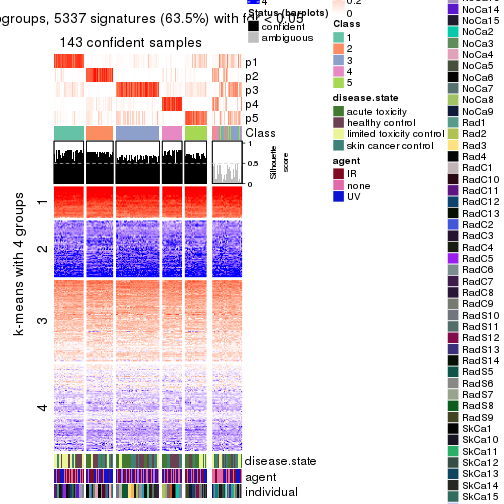 ogroups, 5337 signatures (63.5%) with fdr < 0.05
143 confident samples
p1
p2
p3
p4
p5
Class
1
0.5
0
Silhouette
score
k-means with 4 groups
1
2
3
4
disease.state
agent
individual
4
Status (barplots)
confident
ambiguous
0.2
0
Class
1
2
3
4
5
disease.state
acute toxicity
healthy control
limited toxicity control
skin cancer control
agent
IR
none
UV
NoCa14
NoCa15
NoCa2
NoCa3
NoCa5
NoCa6
NoCa7
NoCa8
NoCa9
Rad1
Rad2
Rad3
Rad4
RadC1
RadC10
RadC11
RadC12
RadC13
RadC2
RadC3
RadC4
RadC5
RadC6
RadC7
RadC8
RadC9
RadS10
RadS11
RadS12
RadS13
RadS14
RadS5
RadS6
RadS7
RadS8
RadS9
SkCa1
SkCa10
SkCa11
SkCa12
SkCa13
SkCa14
SkCa15